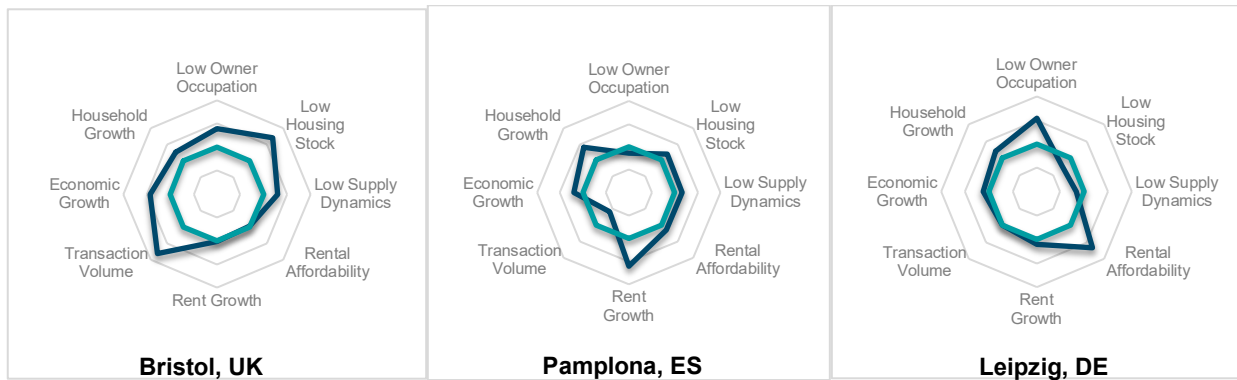 Low Owner
Occupation
Low
Housing
Stock
Low Supply
Dynamics
Rental
Affordability
Rent Growth
Transaction
Volume
Economic
Growth
Household
Growth
Bristol, UK
Low Owner
Occupation
Low
Housing
Stock
Low Supply
Dynamics
Rental
Affordability
Rent
Growth
Transaction
Volume
Economic
Growth
Household
Growth
Pamplona, ES
Low Owner
Occupation
Low
Housing
Stock
Low Supply
Dynamics
Rental
Affordability
Rent
Growth
Transaction
Volume
Economic
Growth
Household
Growth
Leipzig, DE